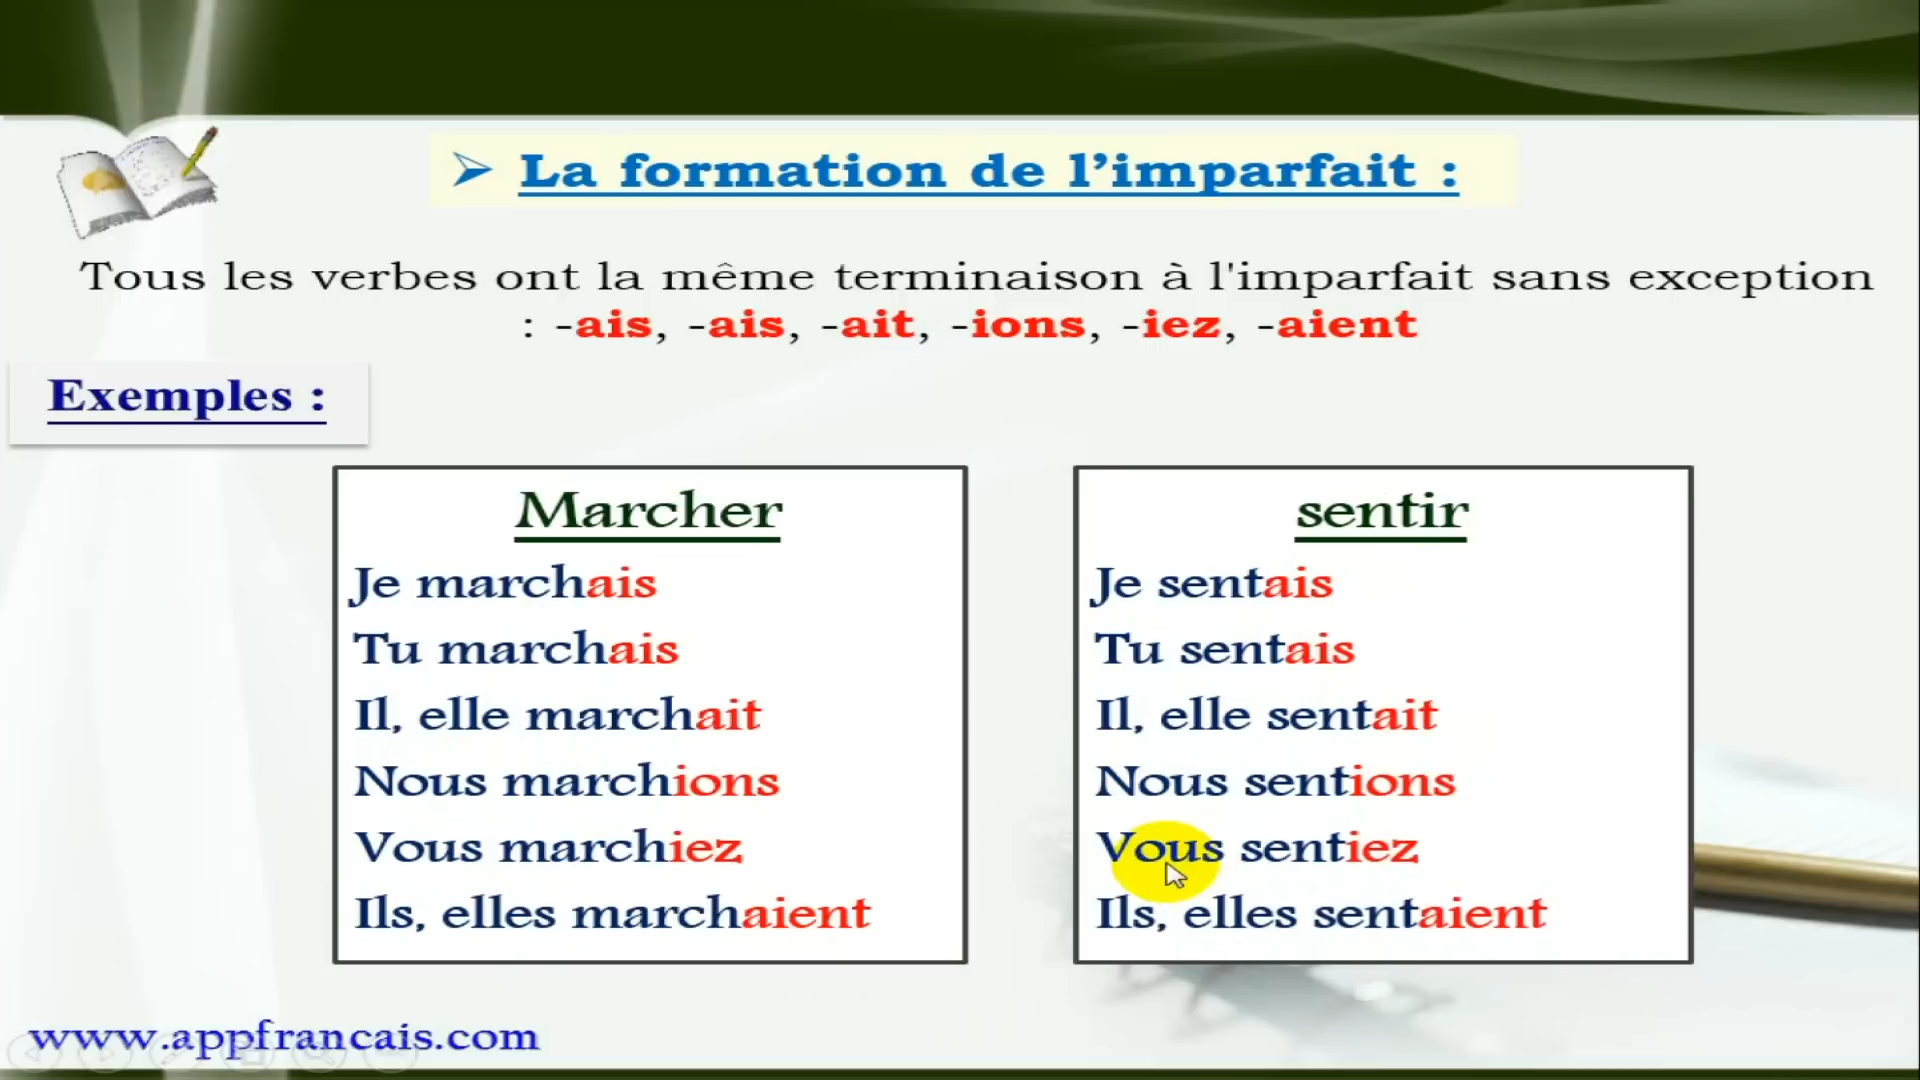 La formation de l’imparfait :
Tous les verbes ont la même terminaison à l'imparfait sans exception
: -ais, -ais, -ait, -ions, -iez, -aient
Exemples :
Marcher
Je marchais
Tu marchais
Il, elle marchait
Nous marchions
Vous marchiez
Ils, elles marchaient
sentir
Je sentais
Tu sentais
Il, elle sentait
Nous sentions
Vous sentiez
Ils, elles sentaient
www.appfrancais.com